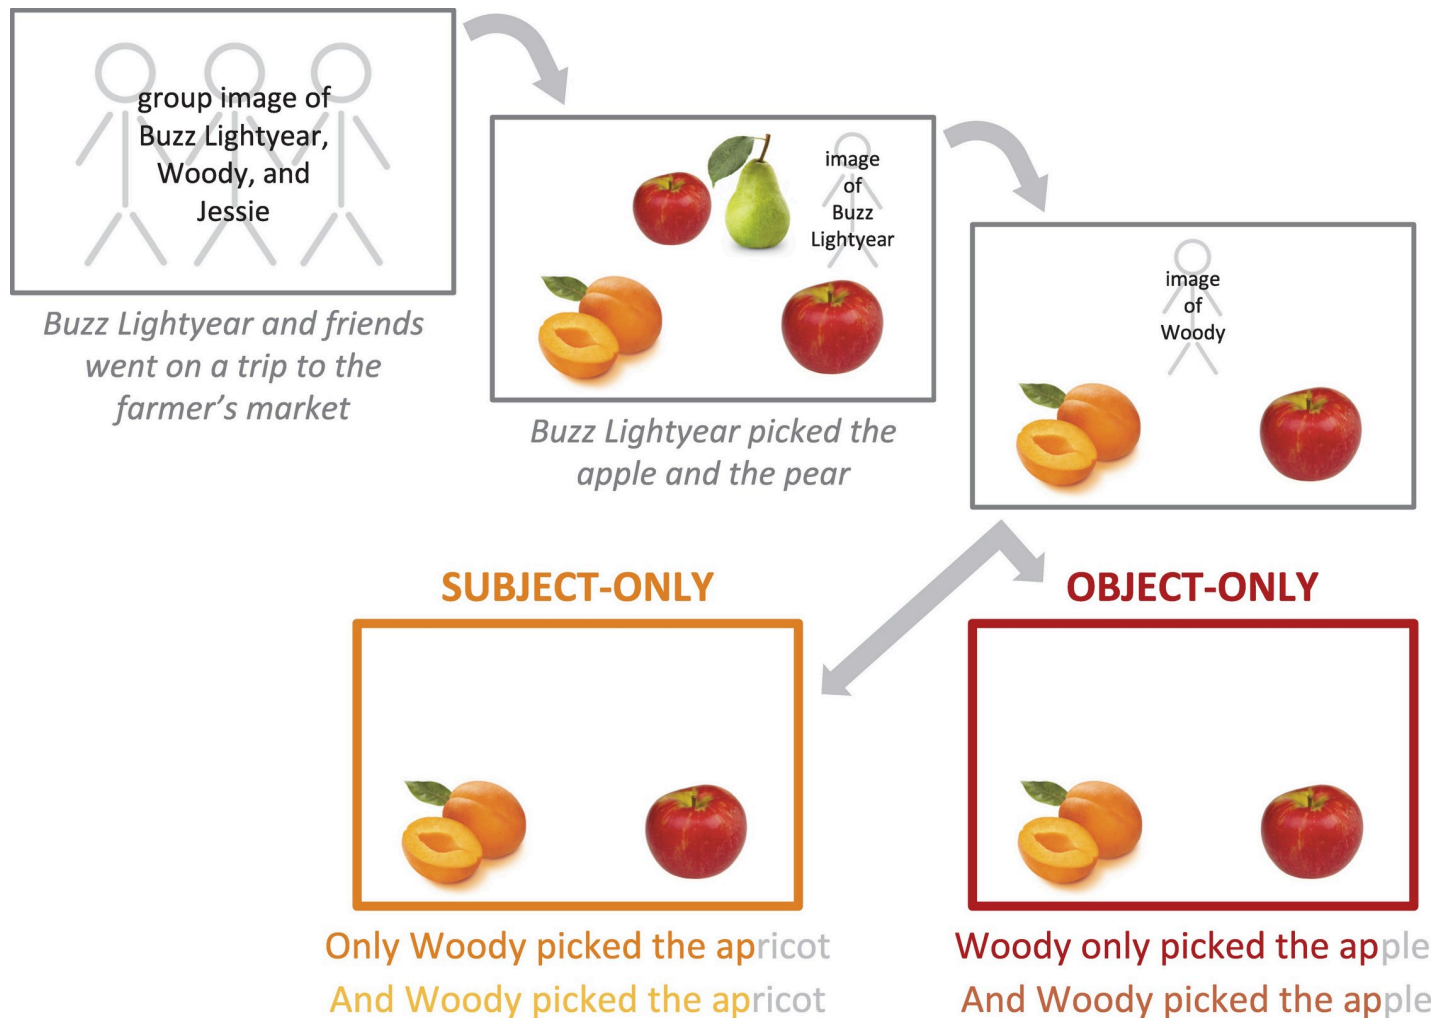 group image of
Buzz Lightyear,
Woody, and
Jessie
Buzz Lightyear and friends
went on a trip to the
farmer's market
image
of
Buzz
Lightyear
Buzz Lightyear picked the
apple and the pear
image
of
Woody
SUBJECT-ONLY
Only Woody picked the apricot
And Woody picked the apricot
OBJECT-ONLY
Woody only picked the apple
And Woody picked the apple